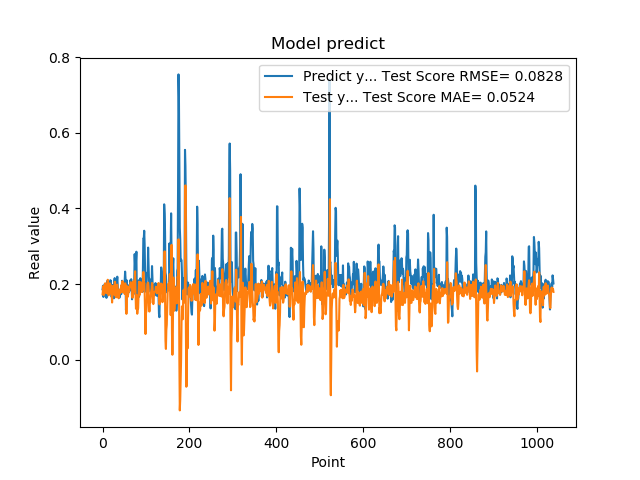 Model predict
Predict y... Test Score RMSE= 0.0828
Test y... Test Score MAE= 0.0524
Real value
0.8
0.6
0.4
0.2
0.0
0 200 400 600 800 1000
Point